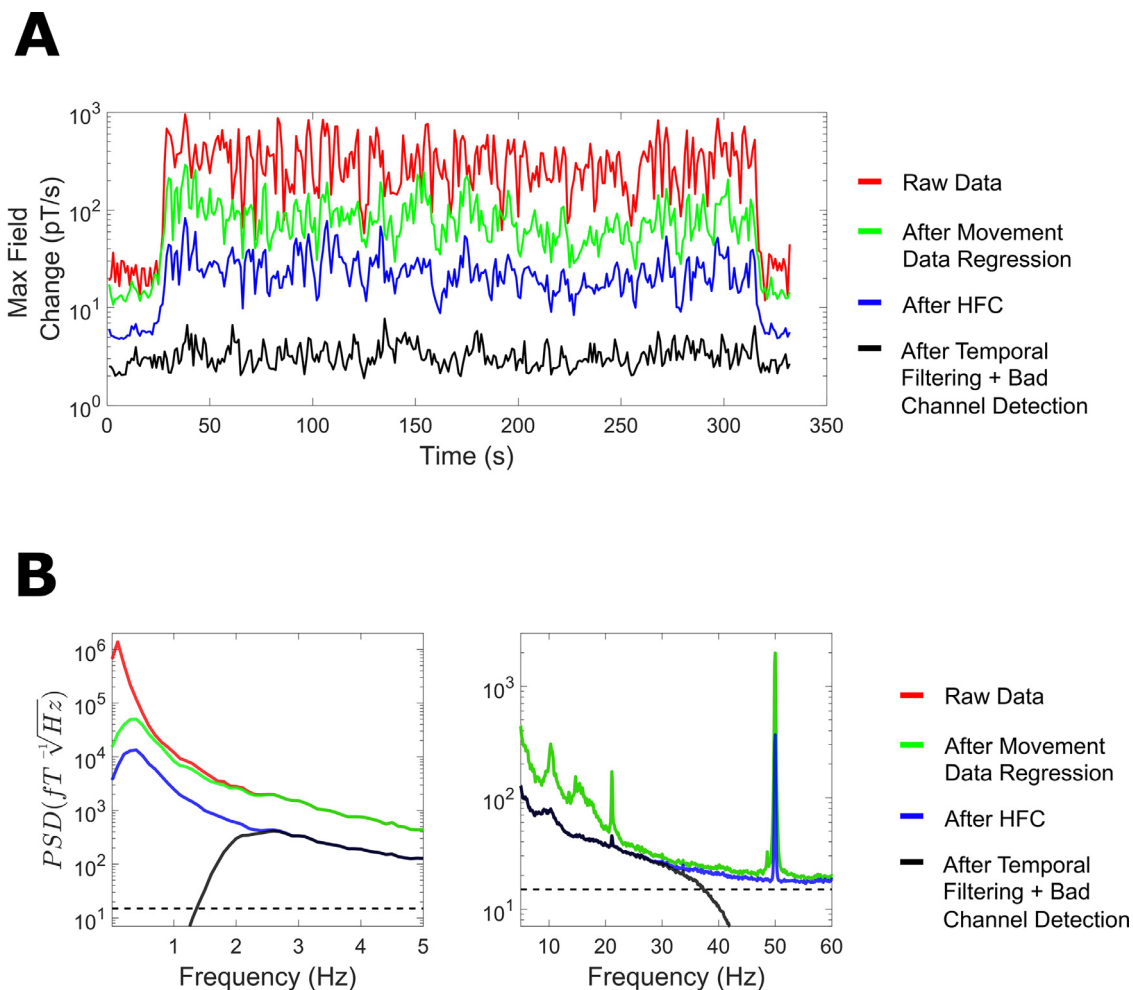 A
Max Field
Change (pT/s)
10³
10²
10¹
10⁰
0
50
100
150
200
250
300
350
Time (s)
Raw Data
After Movement
Data Regression
After HFC
After Temporal
Filtering + Bad
Channel Detection
B
PSD(fT ⁻¹√Hz)
10⁶
10⁵
10⁴
10³
10²
10¹
1
2
3
4
5
Frequency (Hz)
10³
10²
10¹
10
20
30
40
50
60
Frequency (Hz)
Raw Data
After Movement
Data Regression
After HFC
After Temporal
Filtering + Bad
Channel Detection